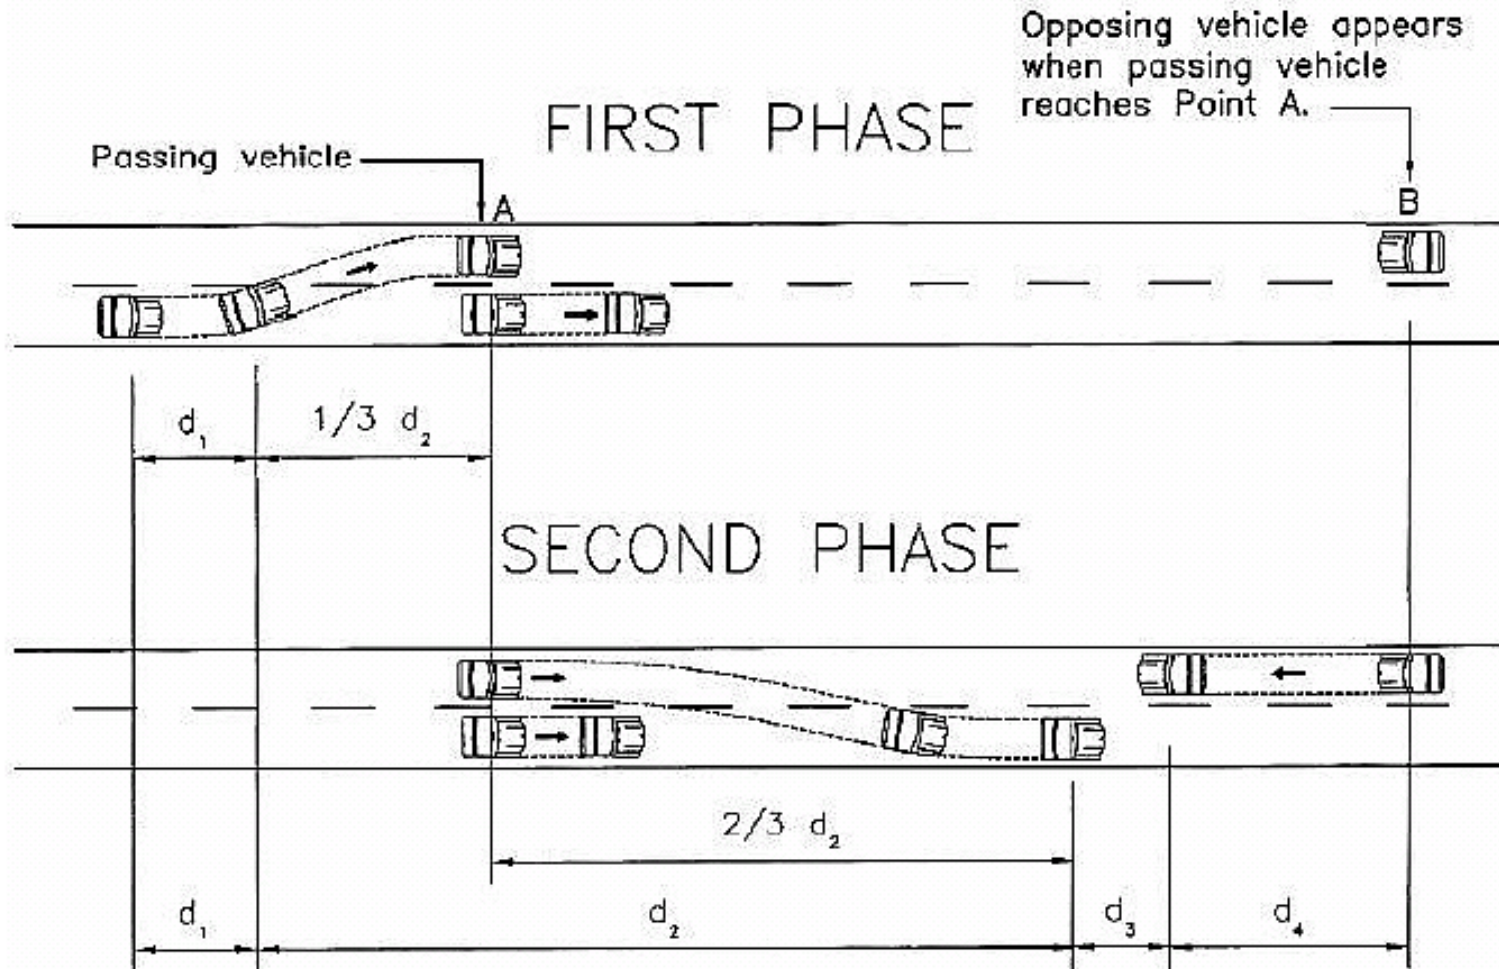 Opposing vehicle appears
when passing vehicle
reaches Point A.
FIRST PHASE
Passing vehicle
A
B
d₁
1/3 d₂
SECOND PHASE
2/3 d₂
d₁
d₂
d₃
d₄